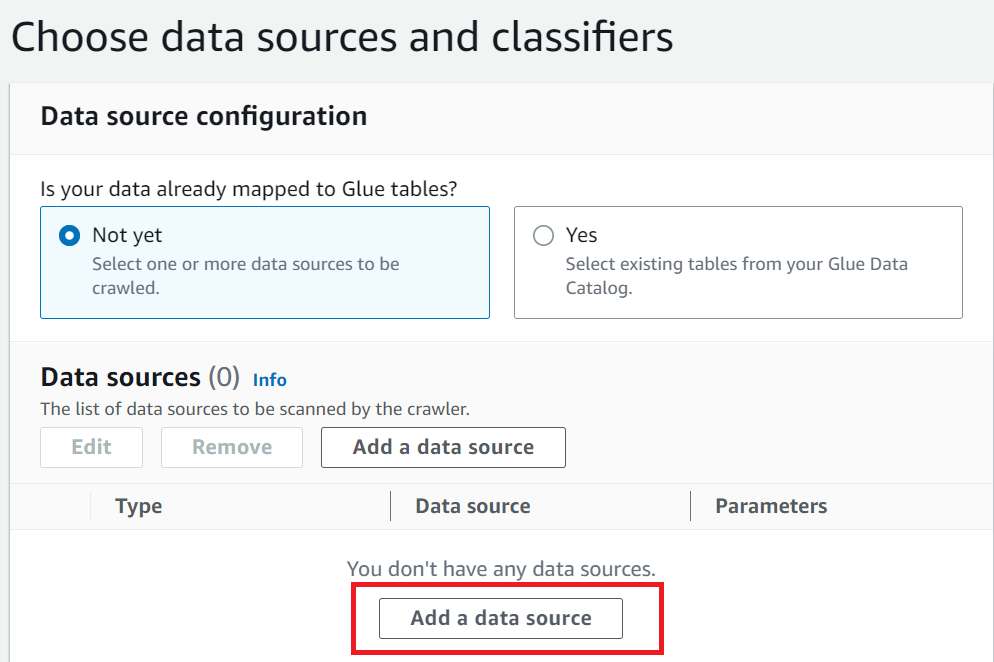 Choose data sources and classifiers
Data source configuration
Is your data already mapped to Glue tables?
Not yet
Select one or more data sources to be
crawled.
Yes
Select existing tables from your Glue Data
Catalog.
Data sources (0) Info
The list of data sources to be scanned by the crawler.
Edit Remove Add a data source
Type Data source Parameters
You don't have any data sources.
Add a data source